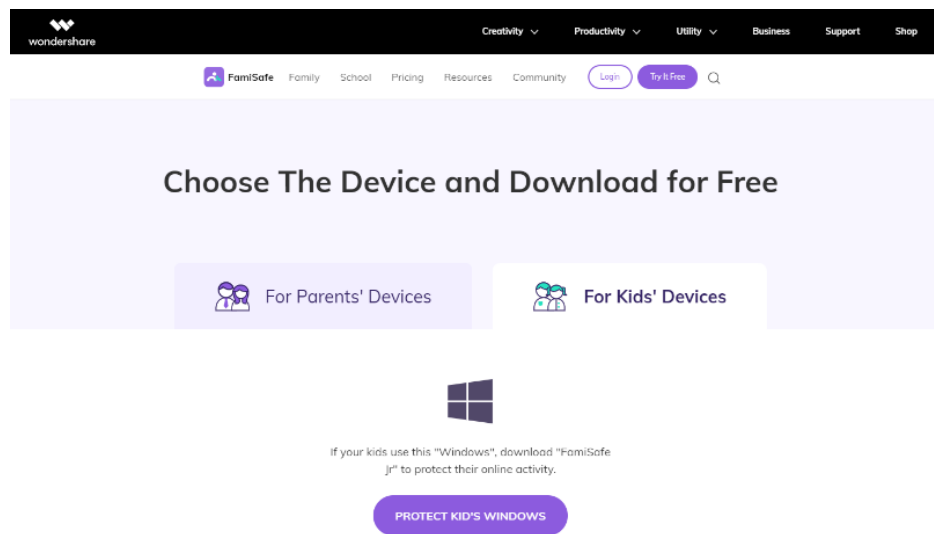 wondershare
Creativity Productivity Utility Business Support Shop
FamiSafe Family School Pricing Resources Community Login Try It Free
Choose The Device and Download for Free
For Parents' Devices For Kids' Devices
If your kids use this "Windows", download "FamiSafe
Jr" to protect their online activity.
PROTECT KID'S WINDOWS